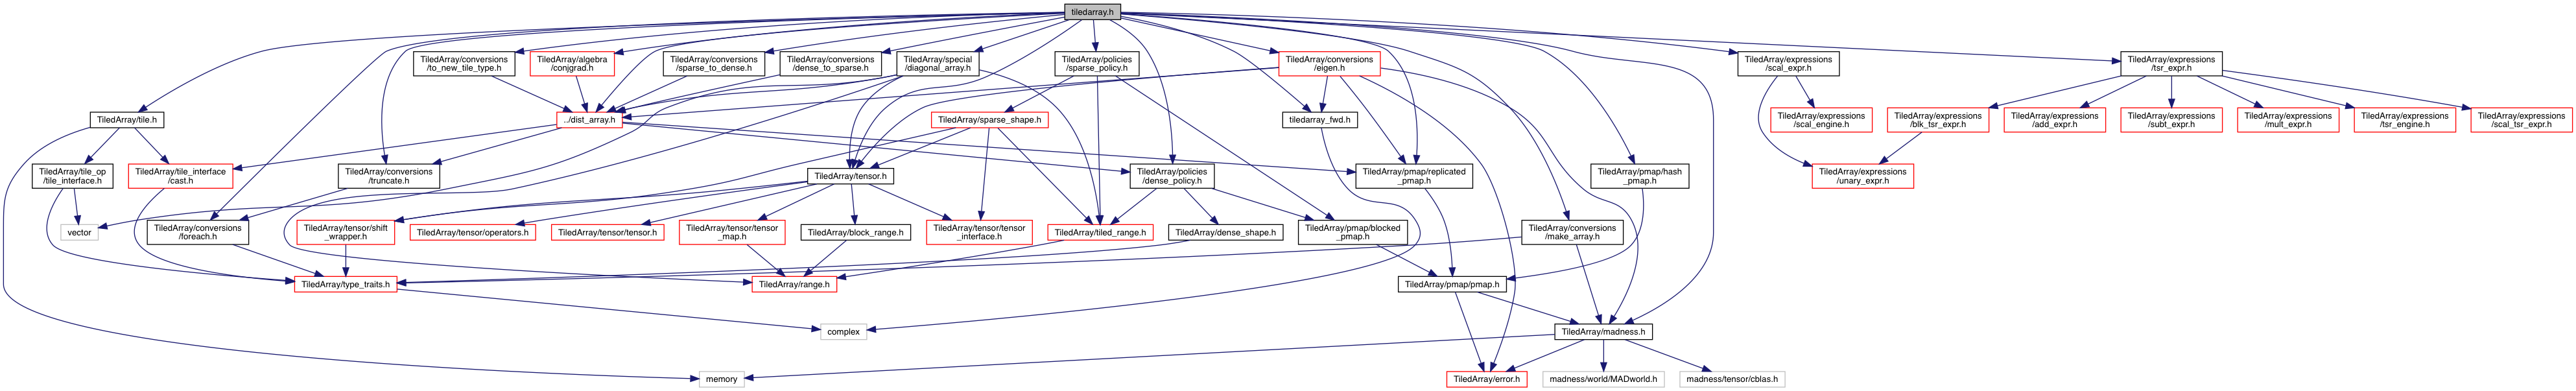 tiledarray.h
TiledArray/conversions
/to_new_tile_type.h
TiledArray/algebra
/conjgrad.h
TiledArray/conversions
/sparse_to_dense.h
TiledArray/conversions
/dense_to_sparse.h
TiledArray/special
/diagonal_array.h
TiledArray/policies
/sparse_policy.h
TiledArray/conversions
/eigen.h
TiledArray/expressions
/scal_expr.h
TiledArray/expressions
/tsr_expr.h
TiledArray/tile.h
../dist_array.h
TiledArray/sparse_shape.h
tiledarray_fwd.h
TiledArray/expressions
/scal_engine.h
TiledArray/expressions
/blk_tsr_expr.h
TiledArray/expressions
/add_expr.h
TiledArray/expressions
/subt_expr.h
TiledArray/expressions
/mult_expr.h
TiledArray/expressions
/tsr_engine.h
TiledArray/expressions
/scal_tsr_expr.h
TiledArray/tile_op
/tile_interface.h
TiledArray/tile_interface
/cast.h
TiledArray/conversions
/truncate.h
TiledArray/tensor.h
TiledArray/policies
/dense_policy.h
TiledArray/pmap/replicated
_pmap.h
TiledArray/pmap/hash
_pmap.h
TiledArray/expressions
/unary_expr.h
vector
TiledArray/conversions
/foreach.h
TiledArray/tensor/shift
_wrapper.h
TiledArray/tensor/operators.h
TiledArray/tensor/tensor.h
TiledArray/tensor/tensor
_map.h
TiledArray/block_range.h
TiledArray/tensor/tensor
_interface.h
TiledArray/tiled_range.h
TiledArray/dense_shape.h
TiledArray/pmap/blocked
_pmap.h
TiledArray/conversions
/make_array.h
TiledArray/type_traits.h
TiledArray/range.h
TiledArray/pmap/pmap.h
complex
TiledArray/madness.h
memory
TiledArray/error.h
madness/world/MADworld.h
madness/tensor/cblas.h